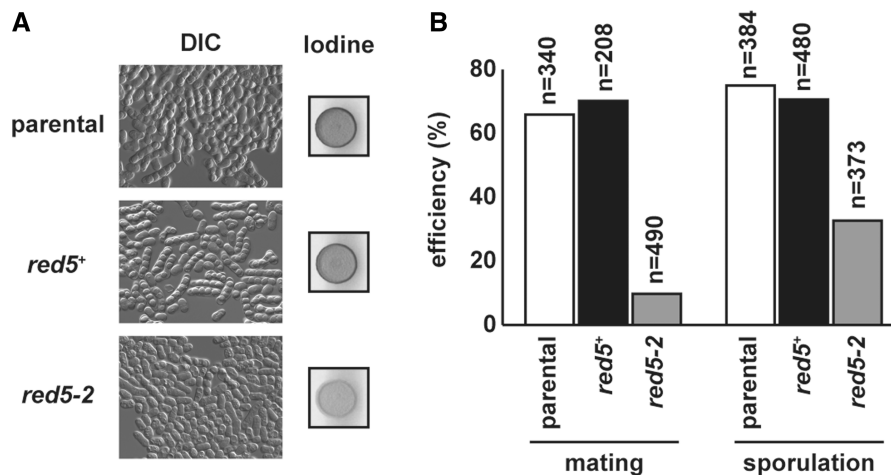 A
DIC
Iodine
parental
red5+
red5-2
B
efficiency (%)
80
60
40
20
0
n=340
n=208
n=490
n=384
n=480
n=373
parental
red5+
red5-2
parental
red5+
red5-2
mating
sporulation